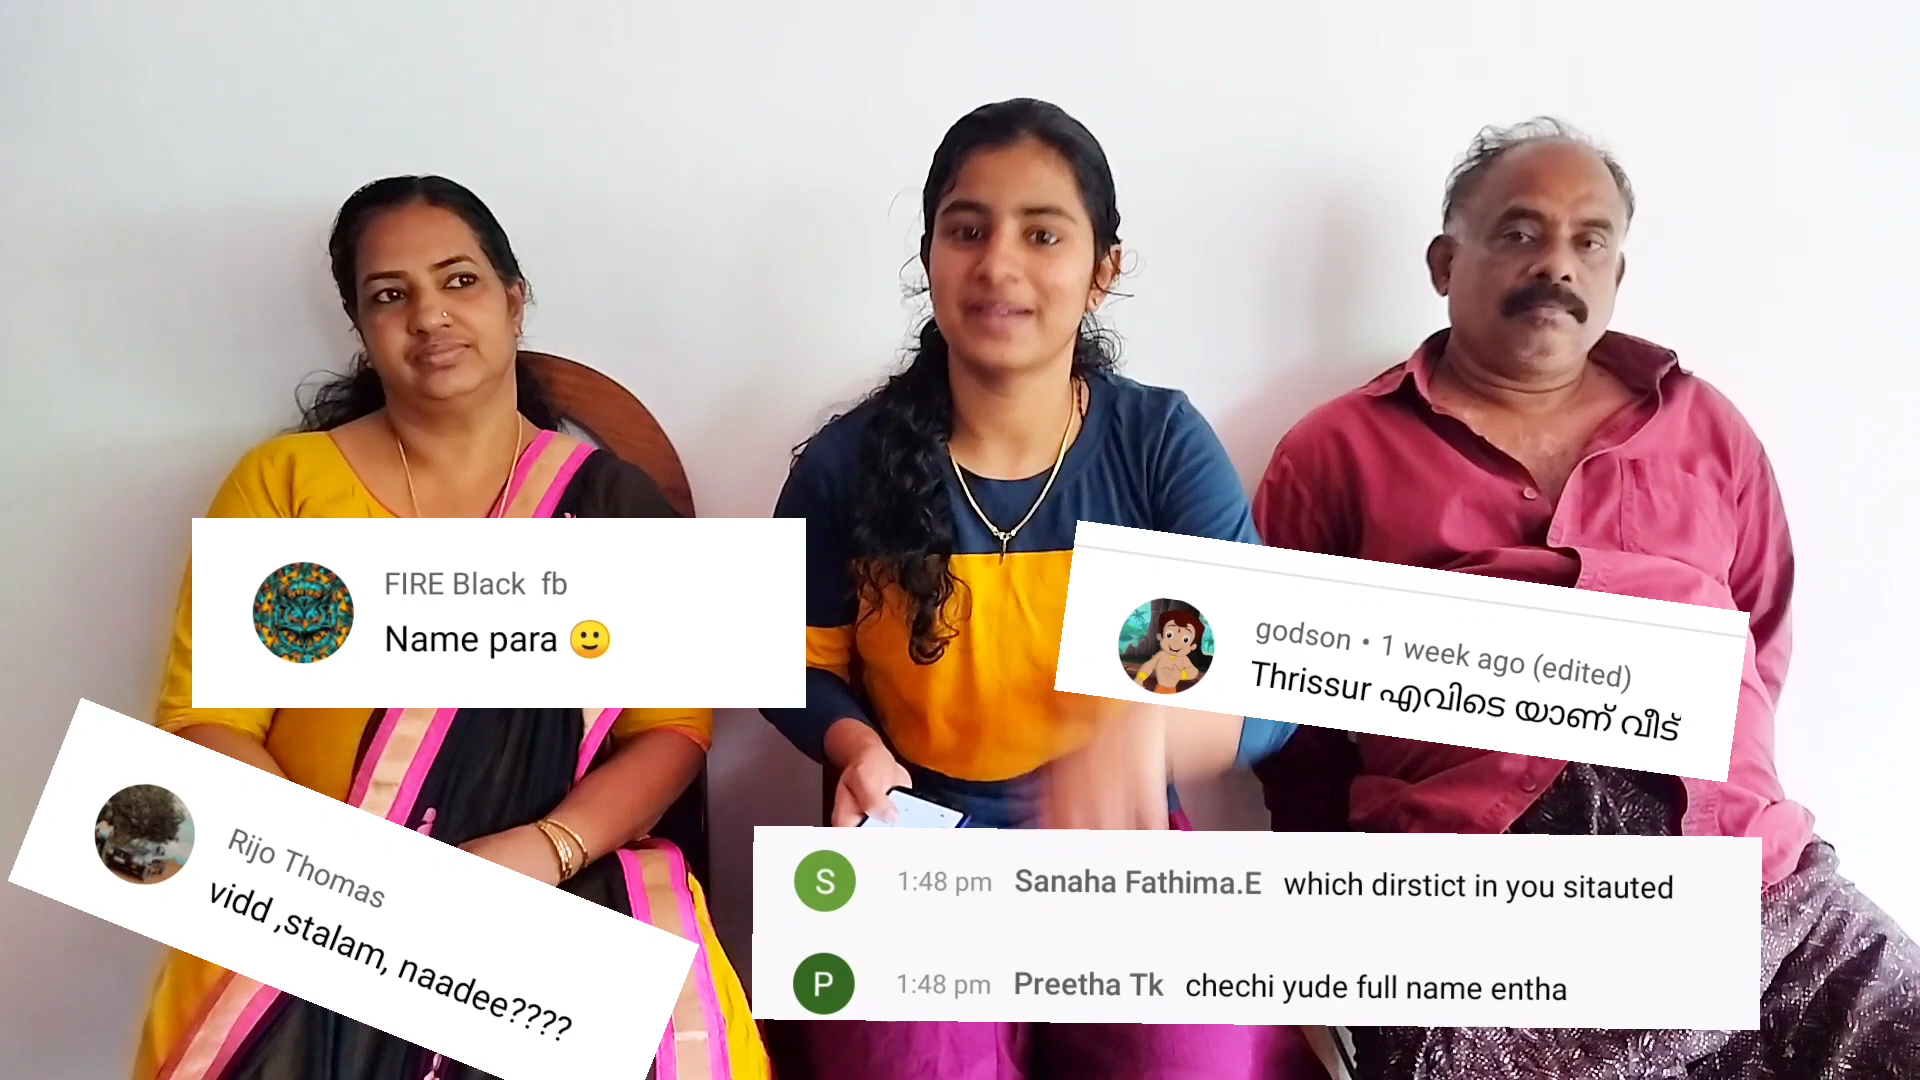 FIRE Black fb
Name para 🙂
godson • 1 week ago (edited)
Thrissur എവിടെ യാണ് വീട്
Rijo Thomas
vidd ,stalam, naadee????
S 1:48 pm Sanaha Fathima.E which dirstict in you sitauted
P 1:48 pm Preetha Tk chechi yude full name entha